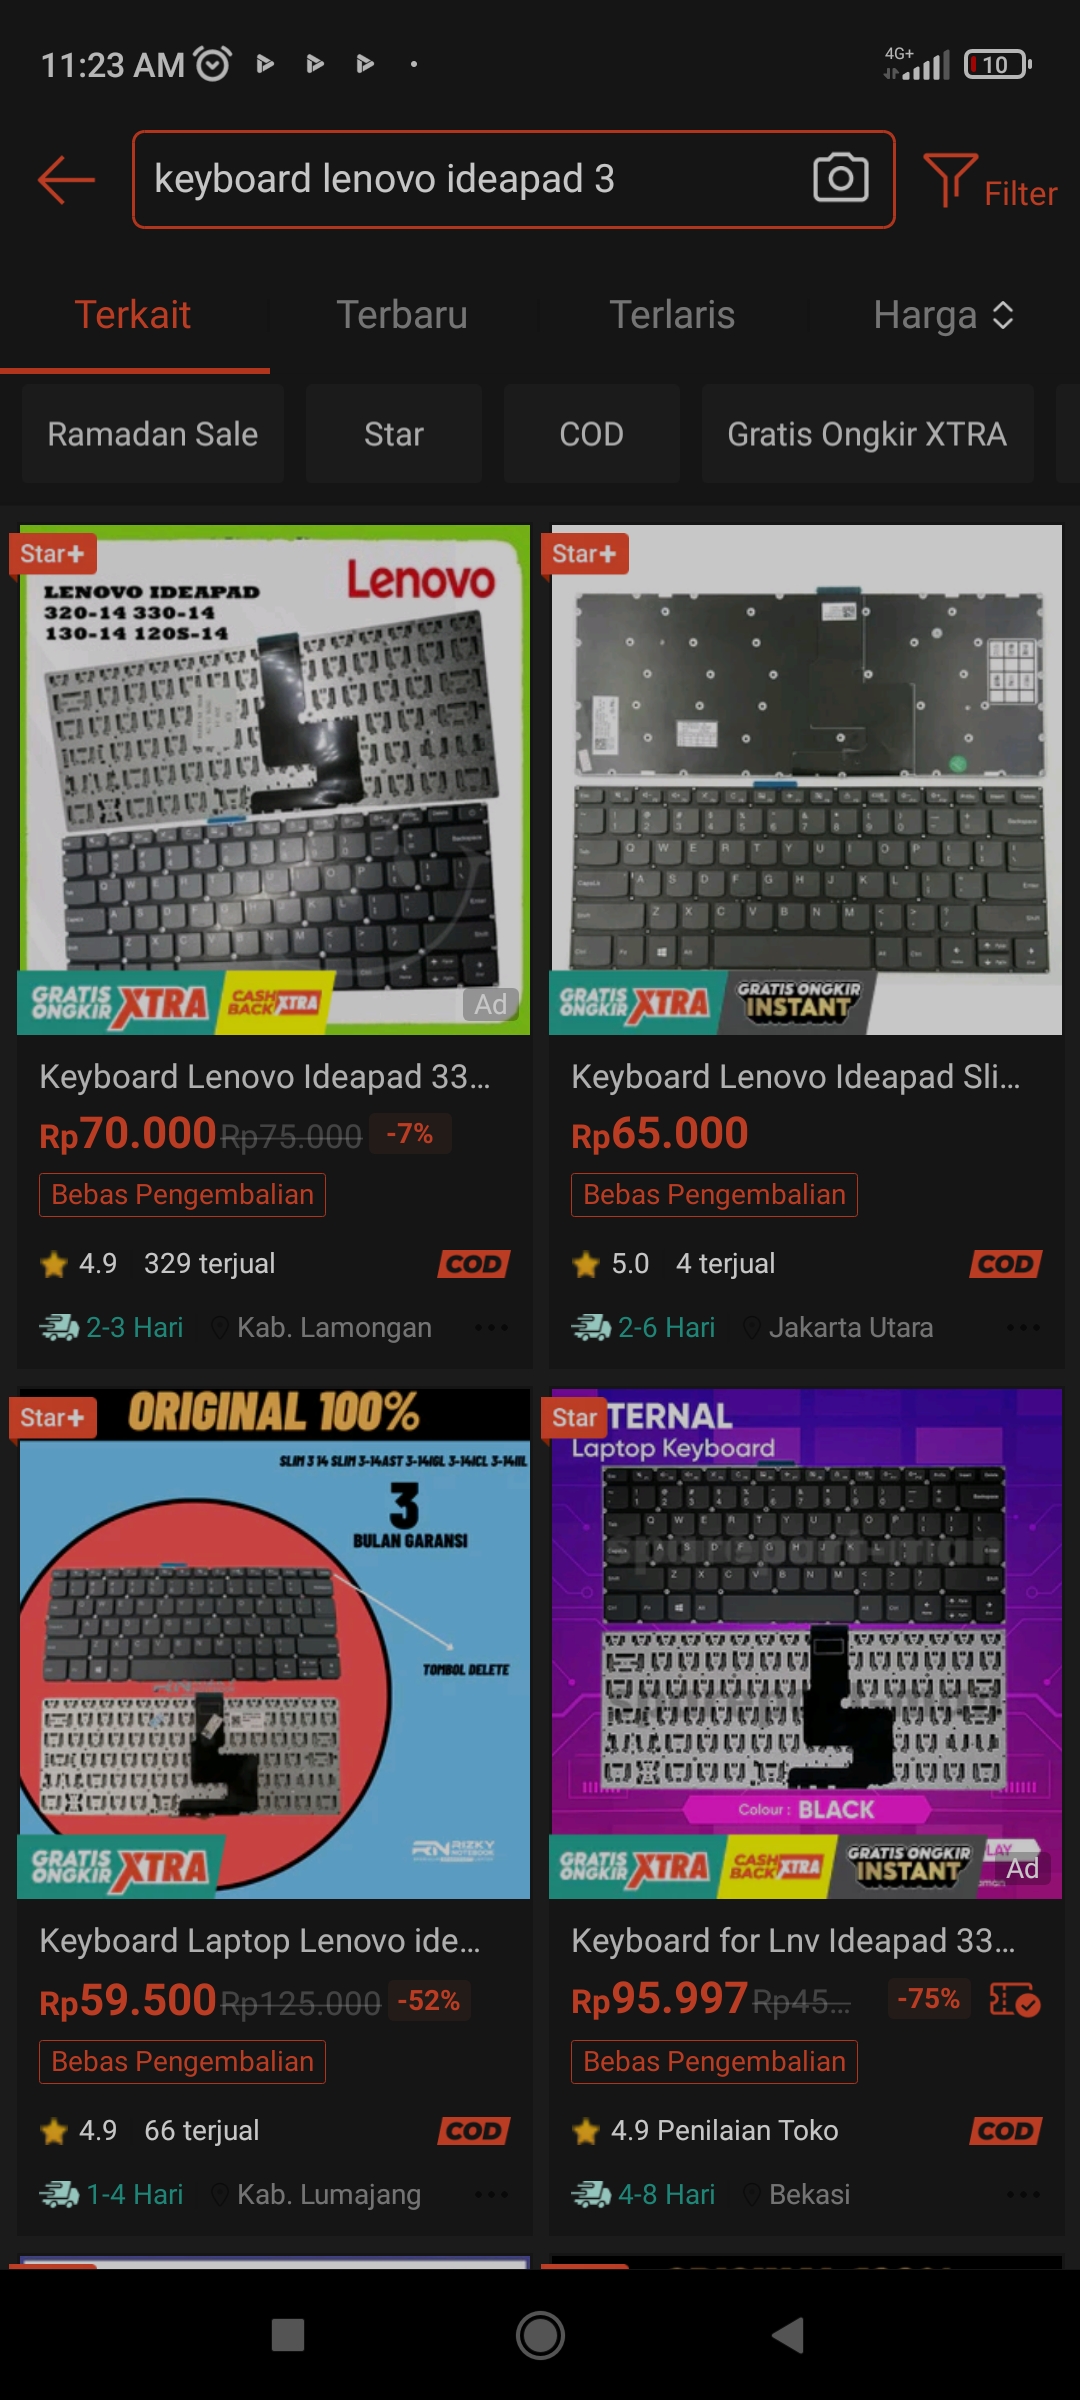 11:23 AM
4G+
10
keyboard lenovo ideapad 3
Filter
Terkait
Terbaru
Terlaris
Harga
Ramadan Sale
Star
COD
Gratis Ongkir XTRA
Star+
Lenovo
LENOVO IDEAPAD
320-14 330-14
130-14 120S-14
GRATIS ONGKIR XTRA
CASH BACK XTRA
Ad
Star+
GRATIS ONGKIR XTRA
GRATIS ONGKIR INSTANT
Keyboard Lenovo Ideapad 33...
Rp70.000 Rp75.000 -7%
Bebas Pengembalian
4.9 329 terjual COD
2-3 Hari Kab. Lamongan
Keyboard Lenovo Ideapad Sli...
Rp65.000
Bebas Pengembalian
5.0 4 terjual COD
2-6 Hari Jakarta Utara
Star+
ORIGINAL 100%
SLIM 3 14 SLIM 3-14AST 3-14IGL 3-14ICL 3-14IIL
3
BULAN GARANSI
TOMBOL DELETE
RN RIZKY
NOTEBOOK
GRATIS ONGKIR XTRA
Star
TERNAL
Laptop Keyboard
Colour : BLACK
GRATIS ONGKIR XTRA
CASH BACK XTRA
GRATIS ONGKIR INSTANT
Ad
Keyboard Laptop Lenovo ide...
Rp59.500 Rp125.000 -52%
Bebas Pengembalian
4.9 66 terjual COD
1-4 Hari Kab. Lumajang
Keyboard for Lnv Ideapad 33...
Rp95.997 Rp45... -75%
Bebas Pengembalian
4.9 Penilaian Toko COD
4-8 Hari Bekasi